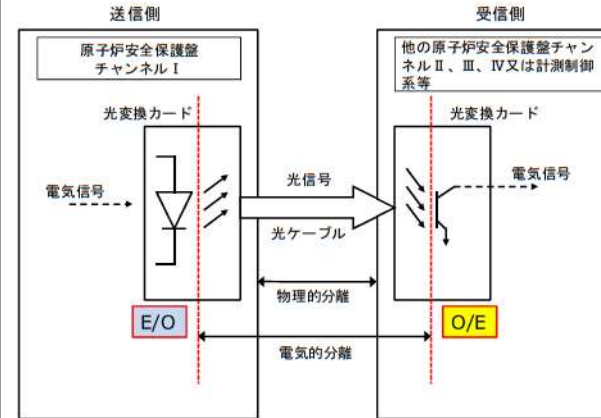 送信側
受信側
原子炉安全保護盤
チャンネルⅠ
他の原子炉安全保護盤チャン
ネルⅡ、Ⅲ、Ⅳ又は計測制御
系等
光変換カード
光変換カード
電気信号
光信号
電気信号
光ケーブル
物理的分離
E/O
O/E
電気的分離